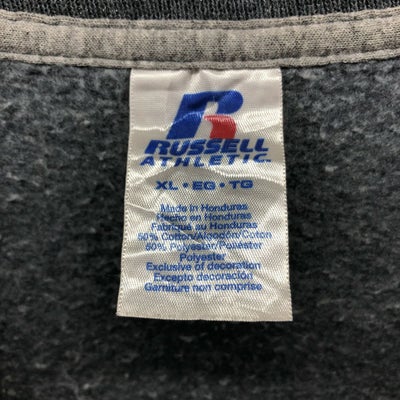 R
RUSSELL
ATHLETIC
XL • EG • TG
Made in Honduras
Hecho en Honduras
Fabriqué au Honduras
50% Cotton/Algodón/Coton
50% Polyester/Poliéster
Polyester
Exclusive of decoration
Excepto decoración
Garniture non comprise